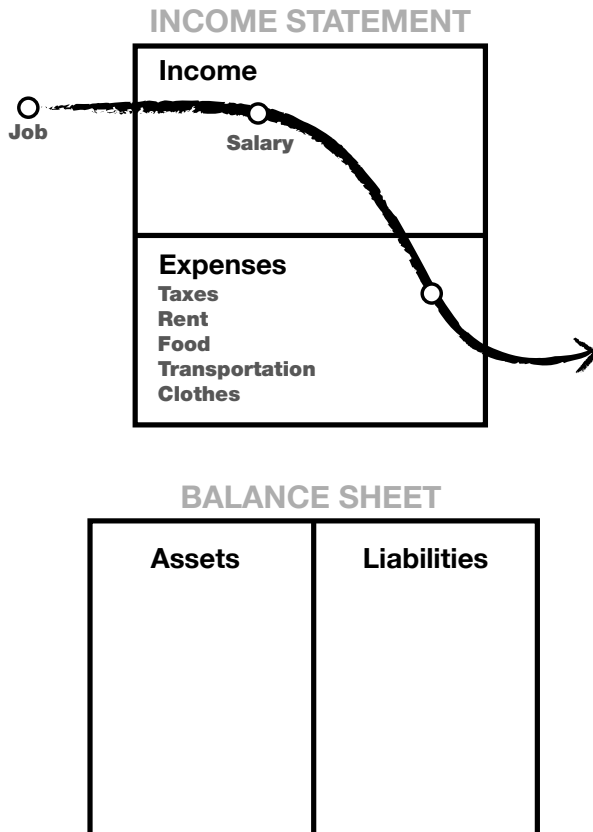 INCOME STATEMENT
Income
Job
Salary
Expenses
Taxes
Rent
Food
Transportation
Clothes
BALANCE SHEET
Assets
Liabilities